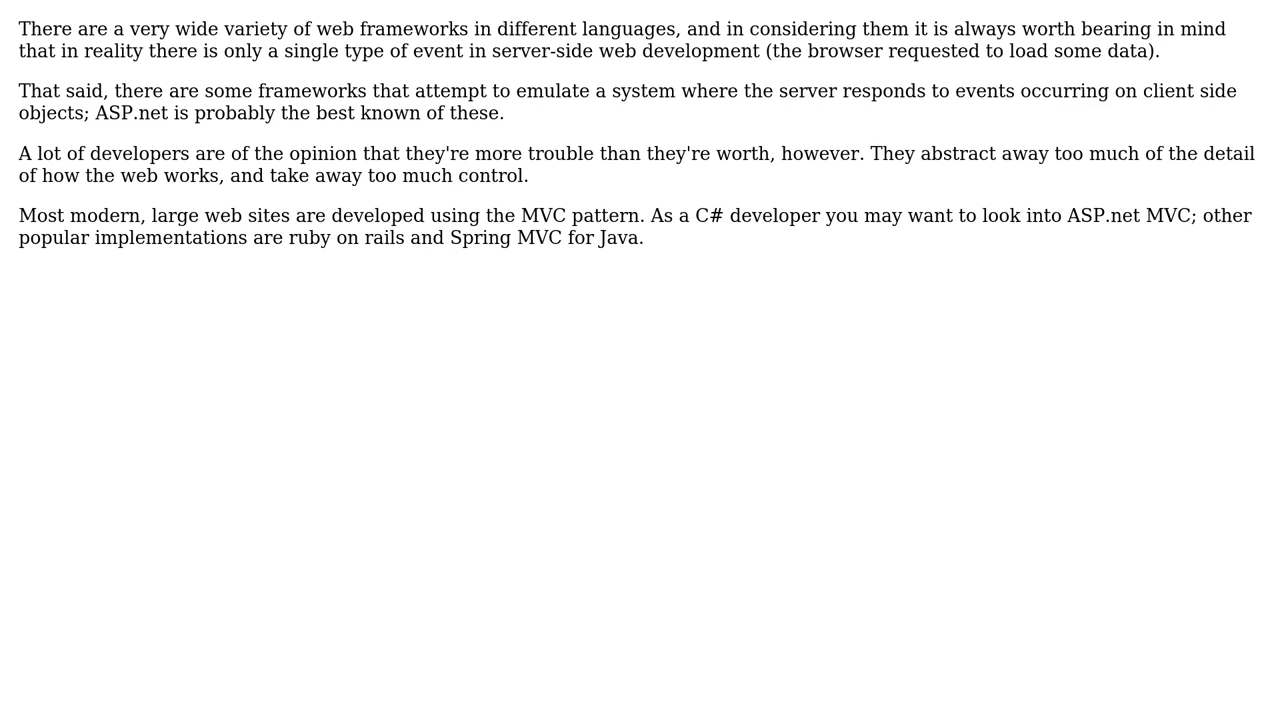 There are a very wide variety of web frameworks in different languages, and in considering them it is always worth bearing in mind
that in reality there is only a single type of event in server-side web development (the browser requested to load some data).
That said, there are some frameworks that attempt to emulate a system where the server responds to events occurring on client side
objects; ASP.net is probably the best known of these.
A lot of developers are of the opinion that they're more trouble than they're worth, however. They abstract away too much of the detail
of how the web works, and take away too much control.
Most modern, large web sites are developed using the MVC pattern. As a C# developer you may want to look into ASP.net MVC; other
popular implementations are ruby on rails and Spring MVC for Java.